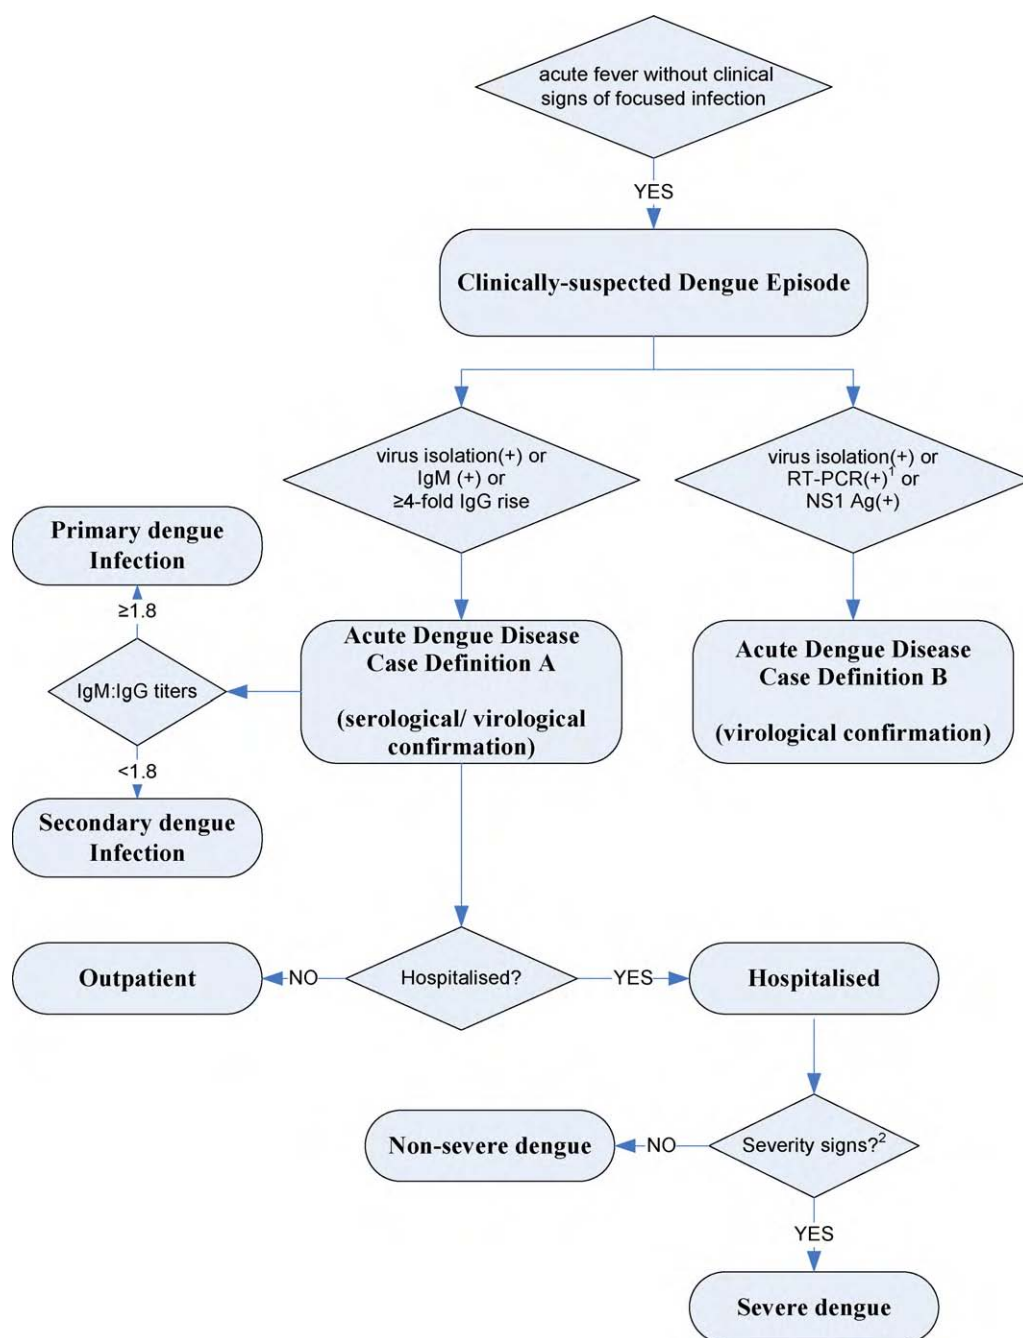 acute fever without clinical
signs of focused infection
YES
Clinically-suspected Dengue Episode
virus isolation(+) or
IgM (+) or
≥4-fold IgG rise
virus isolation(+) or
RT-PCR(+)¹ or
NS1 Ag(+)
Primary dengue
Infection
≥1.8
IgM:IgG titers
<1.8
Secondary dengue
Infection
Acute Dengue Disease
Case Definition A
(serological/ virological
confirmation)
Acute Dengue Disease
Case Definition B
(virological confirmation)
Outpatient
NO
Hospitalised?
YES
Hospitalised
Non-severe dengue
NO
Severity signs?²
YES
Severe dengue